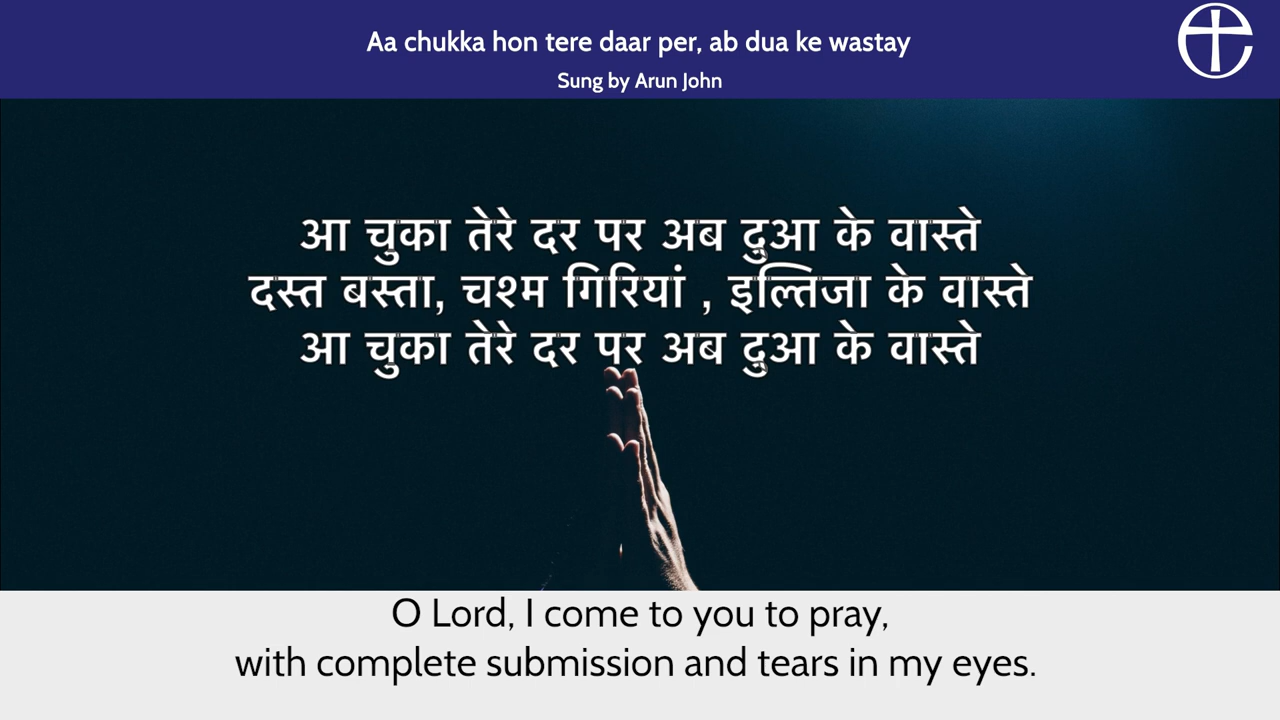 Aa chukka hon tere daar per, ab dua ke wastay
Sung by Arun John
आ चुका तेरे दर पर अब दुआ के वास्ते
दस्त बस्ता, चश्म गिरियां , इल्तिजा के वास्ते
आ चुका तेरे दर पर अब दुआ के वास्ते
O Lord, I come to you to pray,
with complete submission and tears in my eyes.